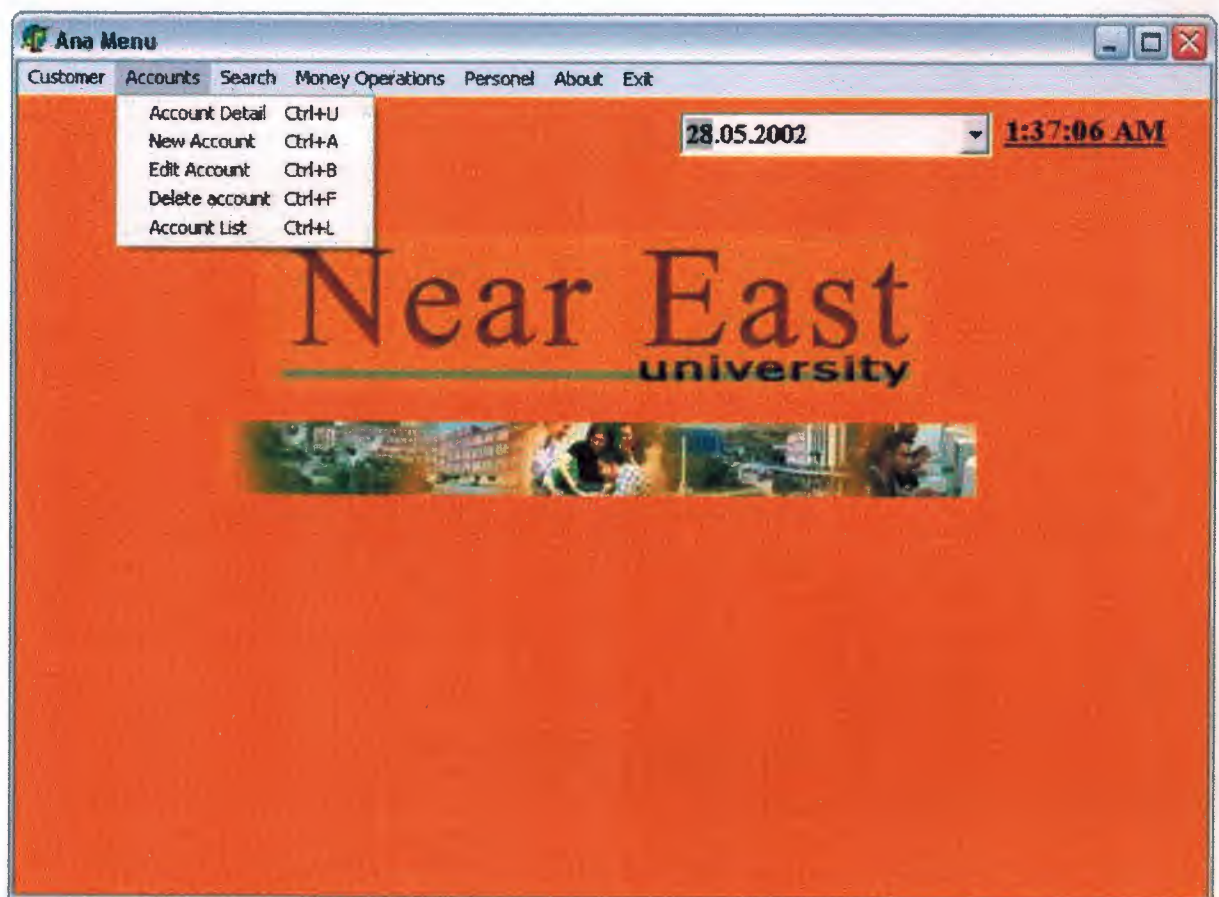 Ana Menu
Customer Accounts Search Money Operations Personel About Exit
Account Detail Ctrl+U
New Account Ctrl+A
Edit Account Ctrl+B
Delete account Ctrl+F
Account List Ctrl+L
28.05.2002 1:37:06 AM
Near East
university